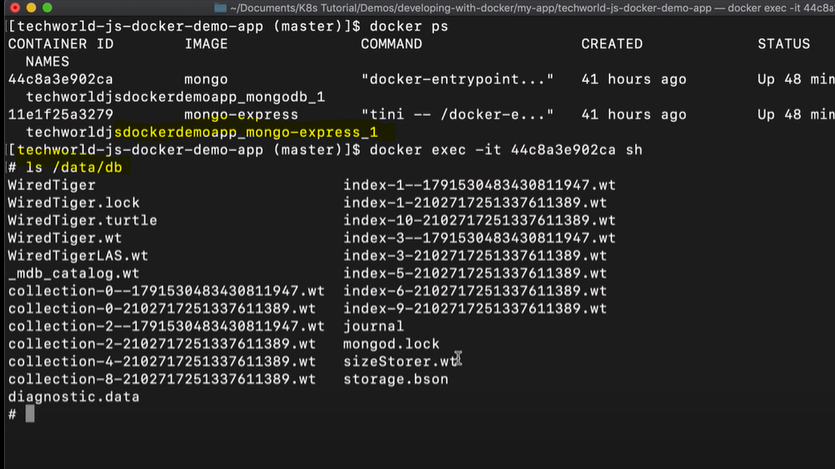 ~/Documents/K8s Tutorial/Demos/developing-with-docker/my-app/techworld-js-docker-demo-app — docker exec -it 44c8a3
[techworld-js-docker-demo-app (master)]$ docker ps
CONTAINER ID IMAGE COMMAND CREATED STATUS
NAMES
44c8a3e902ca mongo "docker-entrypoint..." 41 hours ago Up 48 min
techworldjsdockerdemoapp_mongodb_1
11e1f25a3279 mongo-express "tini -- /docker-e..." 41 hours ago Up 48 min
techworldjsdockerdemoapp_mongo-express_1
[techworld-js-docker-demo-app (master)]$ docker exec -it 44c8a3e902ca sh
# ls /data/db
WiredTiger index-1--1791530483430811947.wt
WiredTiger.lock index-1-2102717251337611389.wt
WiredTiger.turtle index-10-2102717251337611389.wt
WiredTiger.wt index-3--1791530483430811947.wt
WiredTigerLAS.wt index-3-2102717251337611389.wt
_mdb_catalog.wt index-5-2102717251337611389.wt
collection-0--1791530483430811947.wt index-6-2102717251337611389.wt
collection-0-2102717251337611389.wt index-9-2102717251337611389.wt
collection-2--1791530483430811947.wt journal
collection-2-2102717251337611389.wt mongod.lock
collection-4-2102717251337611389.wt sizeStorer.wt
collection-8-2102717251337611389.wt storage.bson
diagnostic.data
#